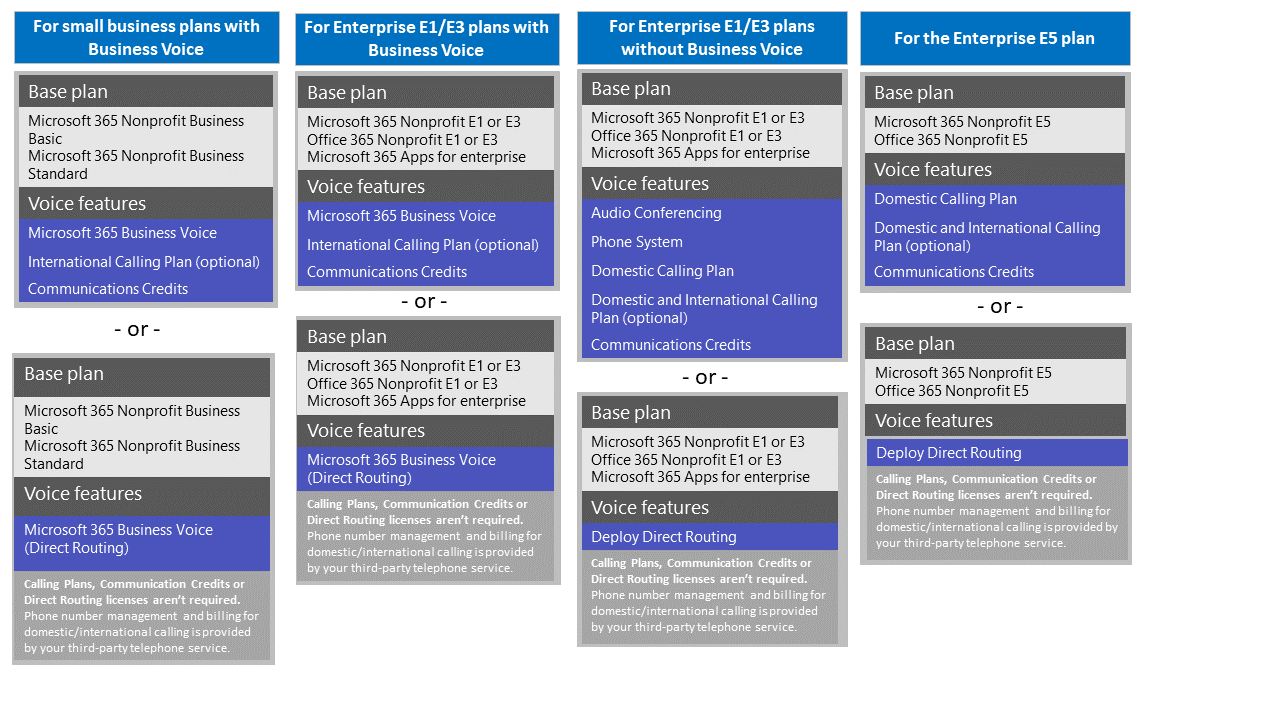 For small business plans with
Business Voice
Base plan
Microsoft 365 Nonprofit Business
Basic
Microsoft 365 Nonprofit Business
Standard
Voice features
Microsoft 365 Business Voice
International Calling Plan (optional)
Communications Credits
- or -
Base plan
Microsoft 365 Nonprofit Business
Basic
Microsoft 365 Nonprofit Business
Standard
Voice features
Microsoft 365 Business Voice
(Direct Routing)
Calling Plans, Communication Credits or
Direct Routing licenses aren't required.
Phone number management and billing for
domestic/international calling is provided
by your third-party telephone service.
For Enterprise E1/E3 plans with
Business Voice
Base plan
Microsoft 365 Nonprofit E1 or E3
Office 365 Nonprofit E1 or E3
Microsoft 365 Apps for enterprise
Voice features
Microsoft 365 Business Voice
International Calling Plan (optional)
Communications Credits
- or -
Base plan
Microsoft 365 Nonprofit E1 or E3
Office 365 Nonprofit E1 or E3
Microsoft 365 Apps for enterprise
Voice features
Microsoft 365 Business Voice
(Direct Routing)
Calling Plans, Communication Credits or
Direct Routing licenses aren't required.
Phone number management and billing for
domestic/international calling is provided
by your third-party telephone service.
For Enterprise E1/E3 plans
without Business Voice
Base plan
Microsoft 365 Nonprofit E1 or E3
Office 365 Nonprofit E1 or E3
Microsoft 365 Apps for enterprise
Voice features
Audio Conferencing
Phone System
Domestic Calling Plan
Domestic and International Calling
Plan (optional)
Communications Credits
- or -
Base plan
Microsoft 365 Nonprofit E1 or E3
Office 365 Nonprofit E1 or E3
Microsoft 365 Apps for enterprise
Voice features
Deploy Direct Routing
Calling Plans, Communication Credits or
Direct Routing licenses aren't required.
Phone number management and billing for
domestic/international calling is provided
by your third-party telephone service.
For the Enterprise E5 plan
Base plan
Microsoft 365 Nonprofit E5
Office 365 Nonprofit E5
Voice features
Domestic Calling Plan
Domestic and International Calling
Plan (optional)
Communications Credits
- or -
Base plan
Microsoft 365 Nonprofit E5
Office 365 Nonprofit E5
Voice features
Deploy Direct Routing
Calling Plans, Communication Credits or
Direct Routing licenses aren't required.
Phone number management and billing for
domestic/international calling is provided by
your third-party telephone service.